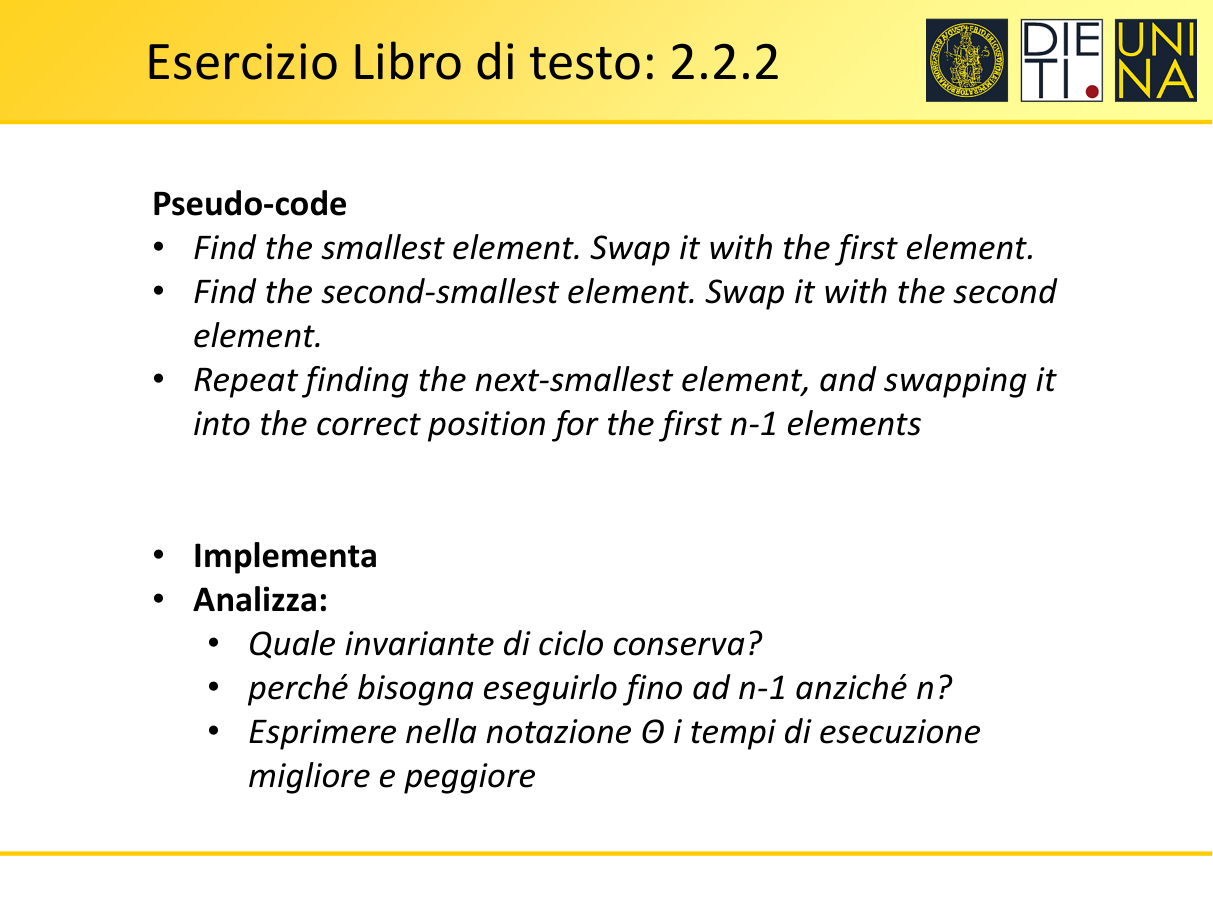 Esercizio Libro di testo: 2.2.2
DIE
TI.
UNI
NA
Pseudo-code
• Find the smallest element. Swap it with the first element.
• Find the second-smallest element. Swap it with the second
element.
• Repeat finding the next-smallest element, and swapping it
into the correct position for the first n-1 elements
• Implementa
• Analizza:
• Quale invariante di ciclo conserva?
• perché bisogna eseguirlo fino ad n-1 anziché n?
• Esprimere nella notazione Θ i tempi di esecuzione
migliore e peggiore